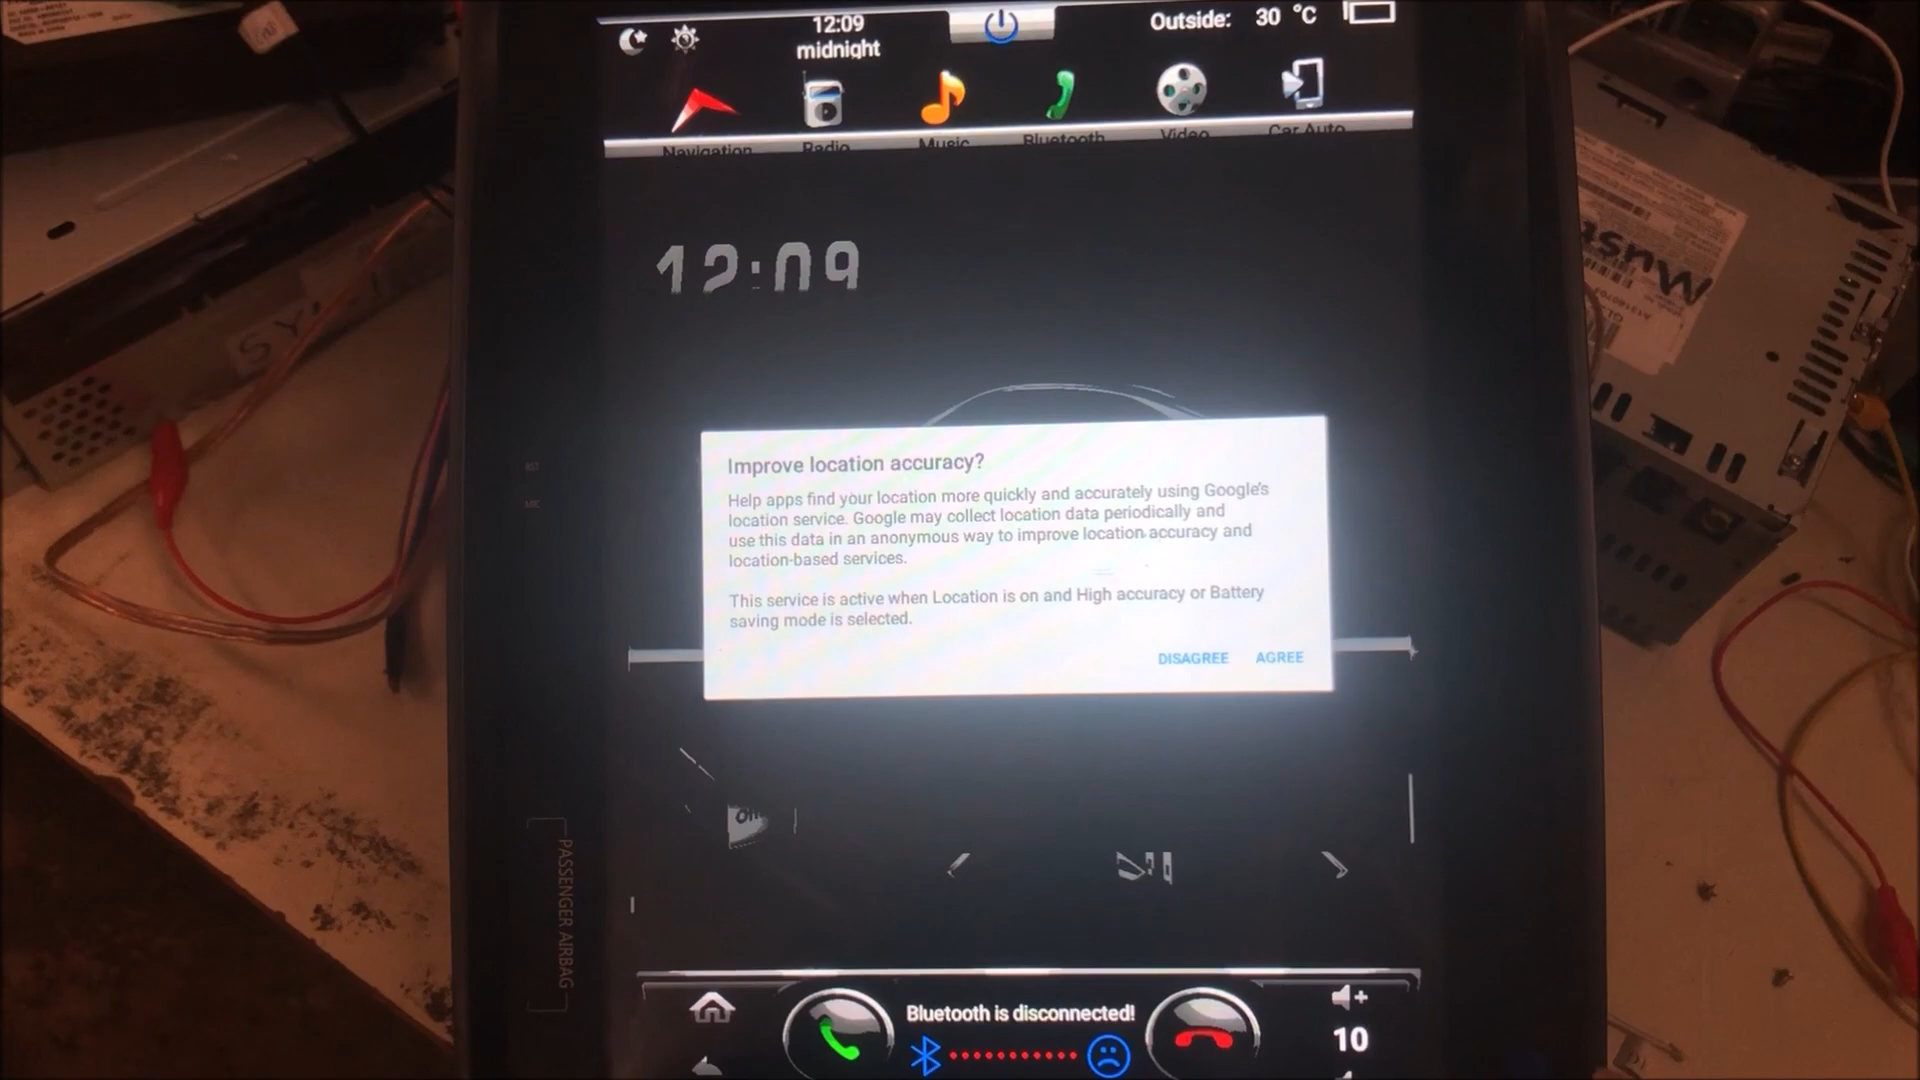 12:09
midnight
Outside: 30 °C
Navigation Radio Music Bluetooth Video Car Auto
12:09
Improve location accuracy?
Help apps find your location more quickly and accurately using Google's
location service. Google may collect location data periodically and
use this data in an anonymous way to improve location accuracy and
location-based services.
This service is active when Location is on and High accuracy or Battery
saving mode is selected.
DISAGREE AGREE
RST
MIC
PASSENGER AIRBAG
Bluetooth is disconnected!
10